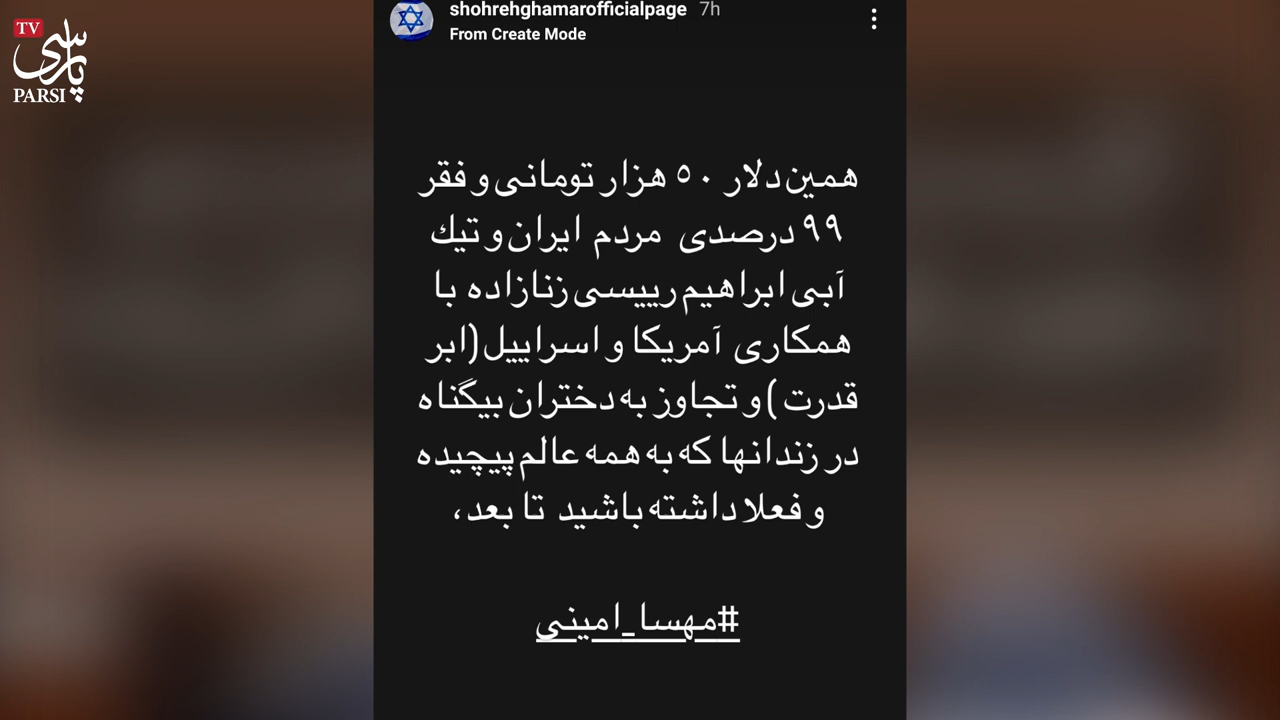 TV
پارسی
PARSI
shohrehghamarofficialpage 7h
From Create Mode
همین دلار ۵۰ هزار تومانی و فقر
۹۹ درصدی مردم ایران و تیك
آبی ابراهیم رییسی زنازاده با
همکاری آمریکا و اسراییل(ابر
قدرت )و تجاوز به دختران بیگناه
در زندانها که به همه عالم پیچیده
و فعلا داشته باشید تا بعد،
#مهسا_امینی